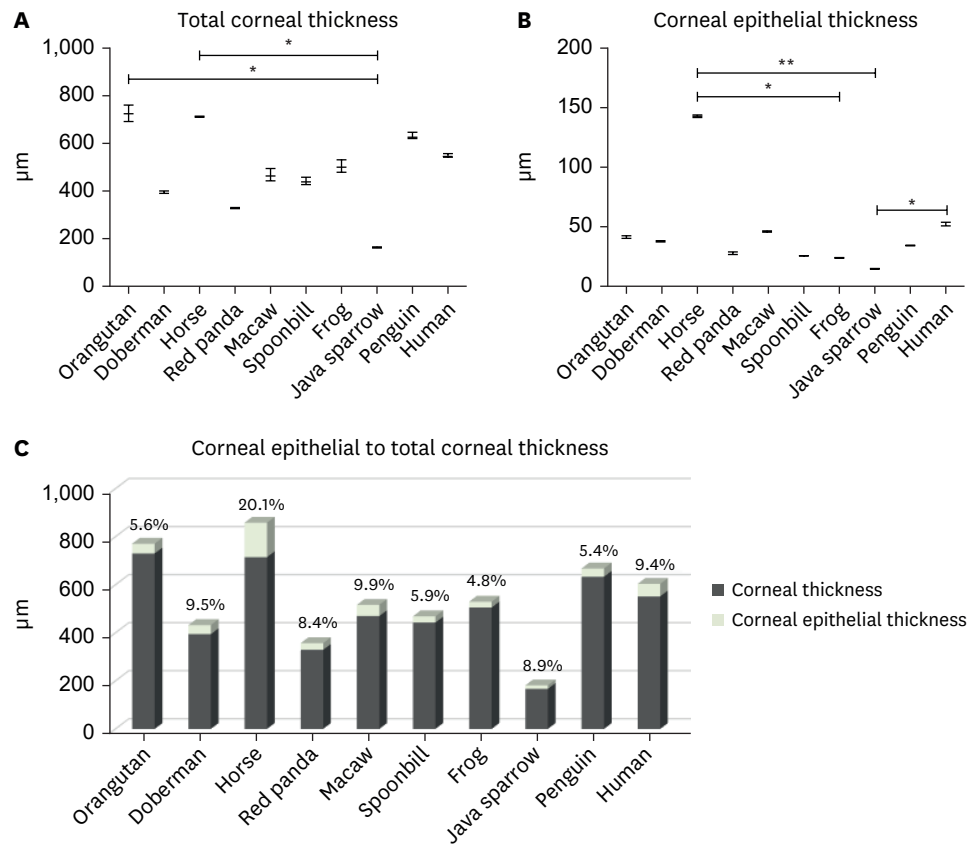 A
Total corneal thickness
1,000
800
600
400
200
0
µm
*
*
Orangutan
Doberman
Horse
Red panda
Macaw
Spoonbill
Frog
Java sparrow
Penguin
Human
B
Corneal epithelial thickness
200
150
100
50
0
µm
**
*
*
Orangutan
Doberman
Horse
Red panda
Macaw
Spoonbill
Frog
Java sparrow
Penguin
Human
C
Corneal epithelial to total corneal thickness
1,000
800
600
400
200
0
µm
5.6%
9.5%
20.1%
8.4%
9.9%
5.9%
4.8%
8.9%
5.4%
9.4%
Orangutan
Doberman
Horse
Red panda
Macaw
Spoonbill
Frog
Java sparrow
Penguin
Human
Corneal thickness
Corneal epithelial thickness